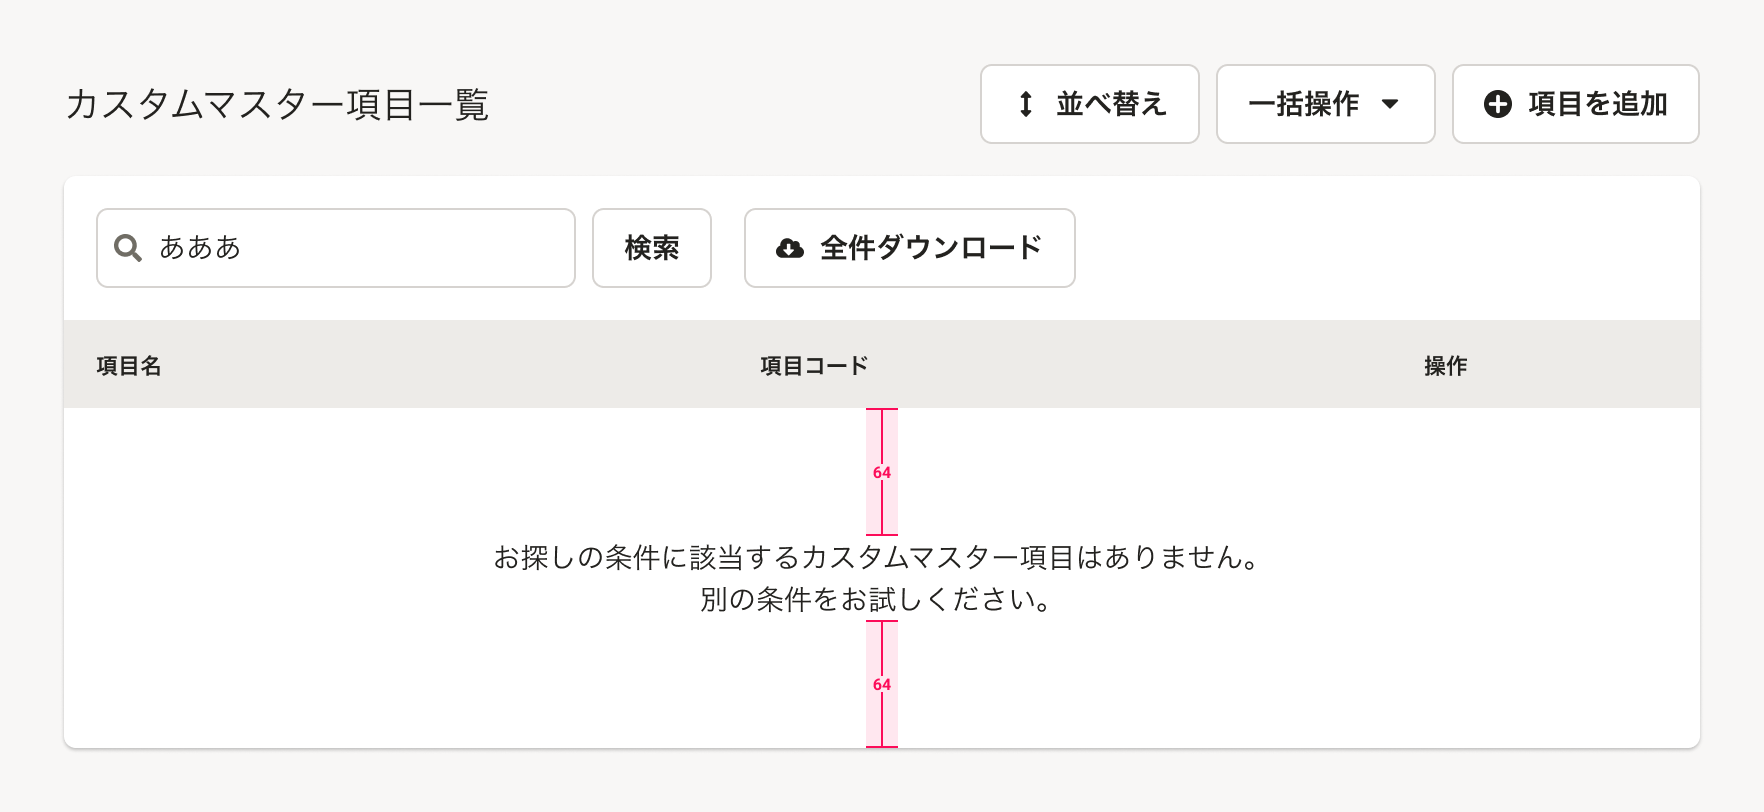 カスタムマスター項目一覧
並べ替え
一括操作
項目を追加
あああ
検索
全件ダウンロード
項目名
項目コード
操作
64
お探しの条件に該当するカスタムマスター項目はありません。
別の条件をお試しください。
64